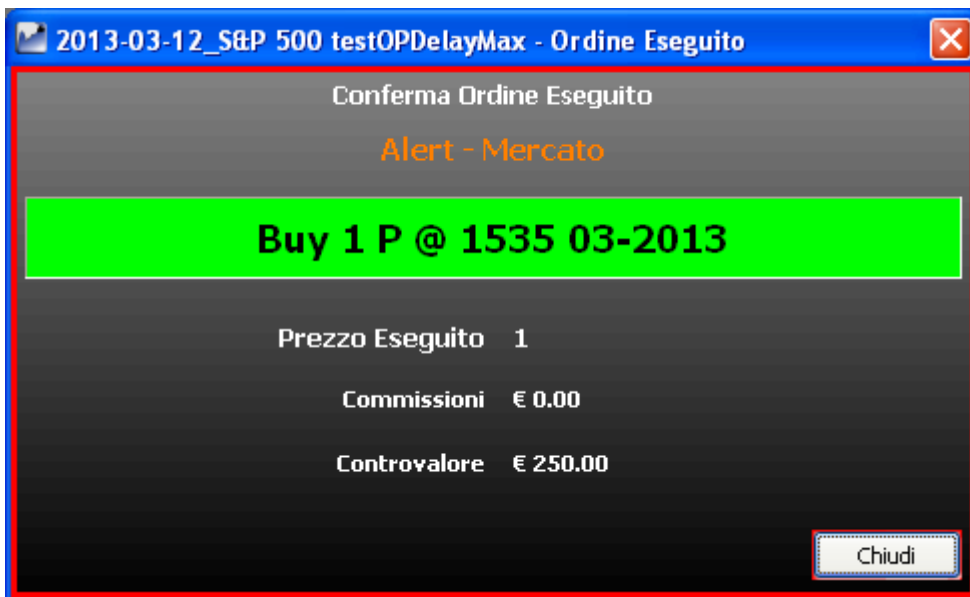 2013-03-12_S&P 500 testOPDelayMax - Ordine Eseguito
Conferma Ordine Eseguito
Alert - Mercato
Buy 1 P @ 1535 03-2013
Prezzo Eseguito 1
Commissioni € 0.00
Controvalore € 250.00
Chiudi